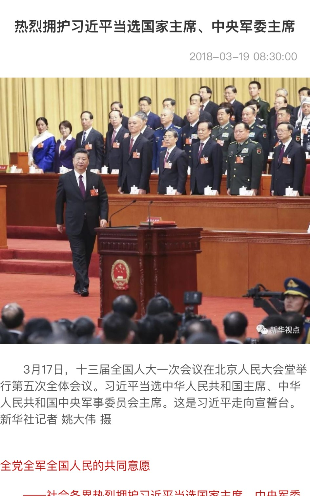 热烈拥护习近平当选国家主席、中央军委主席
2018-03-19 08:30:00
新华视点
3月17日，十三届全国人大一次会议在北京人民大会堂举
行第五次全体会议。习近平当选中华人民共和国主席、中华
人民共和国中央军事委员会主席。这是习近平走向宣誓台。
新华社记者 姚大伟 摄
全党全军全国人民的共同意愿
——社会各界热烈拥护习近平当选国家主席、中央军委